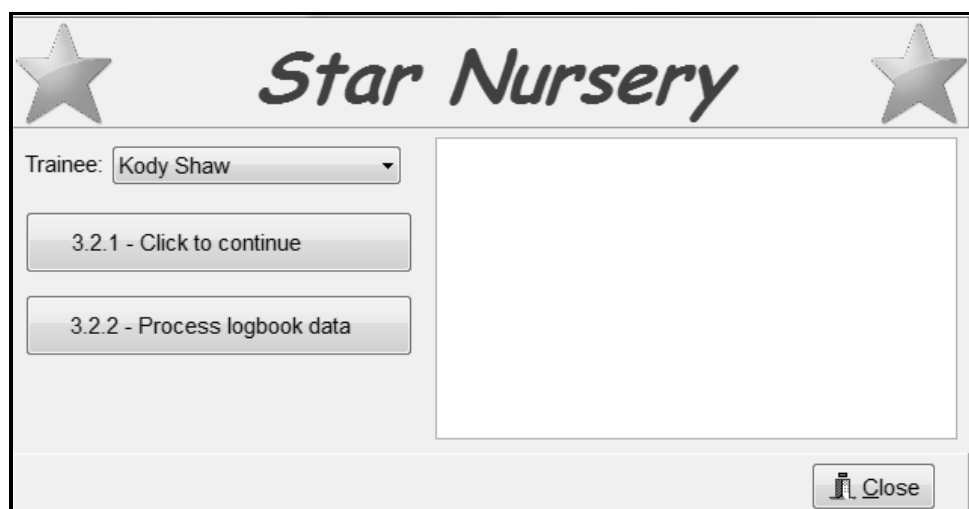 Star Nursery
Trainee: Kody Shaw
3.2.1 - Click to continue
3.2.2 - Process logbook data
Close